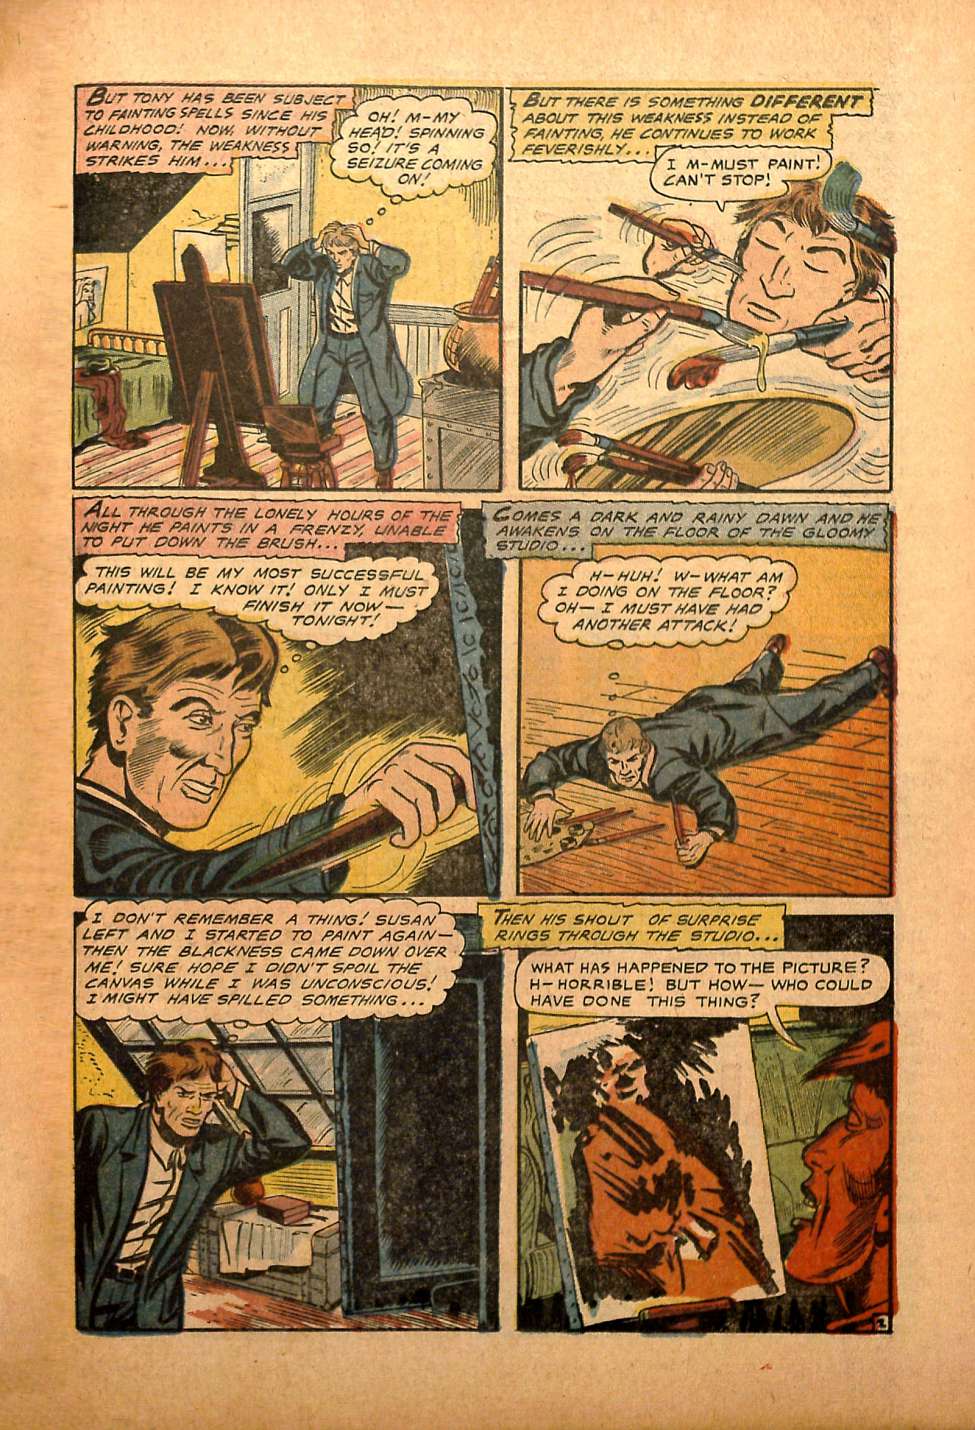 BUT TONY HAS BEEN SUBJECT
TO FAINTING SPELLS SINCE HIS
CHILDHOOD! NOW, WITHOUT
WARNING, THE WEAKNESS
STRIKES HIM...
OH! M-MY
HEAD! SPINNING
SO! IT'S A
SEIZURE COMING
ON!
BUT THERE IS SOMETHING DIFFERENT
ABOUT THIS WEAKNESS INSTEAD OF
FAINTING, HE CONTINUES TO WORK
FEVERISHLY...
I M-MUST PAINT!
CAN'T STOP!
ALL THROUGH THE LONELY HOURS OF THE
NIGHT HE PAINTS IN A FRENZY, UNABLE
TO PUT DOWN THE BRUSH...
THIS WILL BE MY MOST SUCCESSFUL
PAINTING! I KNOW IT! ONLY I MUST
FINISH IT NOW—
TONIGHT!
COMES A DARK AND RAINY DAWN AND HE
AWAKENS ON THE FLOOR OF THE GLOOMY
STUDIO...
H-HUH! W-WHAT AM
I DOING ON THE FLOOR?
OH— I MUST HAVE HAD
ANOTHER ATTACK!
I DON'T REMEMBER A THING! SUSAN
LEFT AND I STARTED TO PAINT AGAIN—
THEN THE BLACKNESS CAME DOWN OVER
ME! SURE HOPE I DIDN'T SPOIL THE
CANVAS WHILE I WAS UNCONSCIOUS!
I MIGHT HAVE SPILLED SOMETHING...
THEN HIS SHOUT OF SURPRISE
RINGS THROUGH THE STUDIO...
WHAT HAS HAPPENED TO THE PICTURE?
H-HORRIBLE! BUT HOW— WHO COULD
HAVE DONE THIS THING?
2